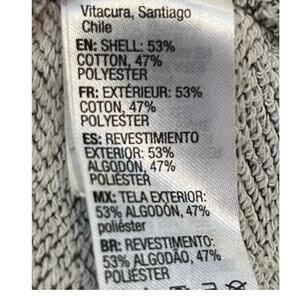 Vitacura, Santiago
Chile
EN: SHELL: 53%
COTTON, 47%
POLYESTER
FR: EXTÉRIEUR: 53%
COTON, 47%
POLYESTER
ES: REVESTIMIENTO
EXTERIOR: 53%
ALGODÓN, 47%
POLIÉSTER
MX: TELA EXTERIOR:
53% ALGODÓN, 47%
poliéster
BR: REVESTIMENTO:
53% ALGODÃO, 47%
POLIÉSTER